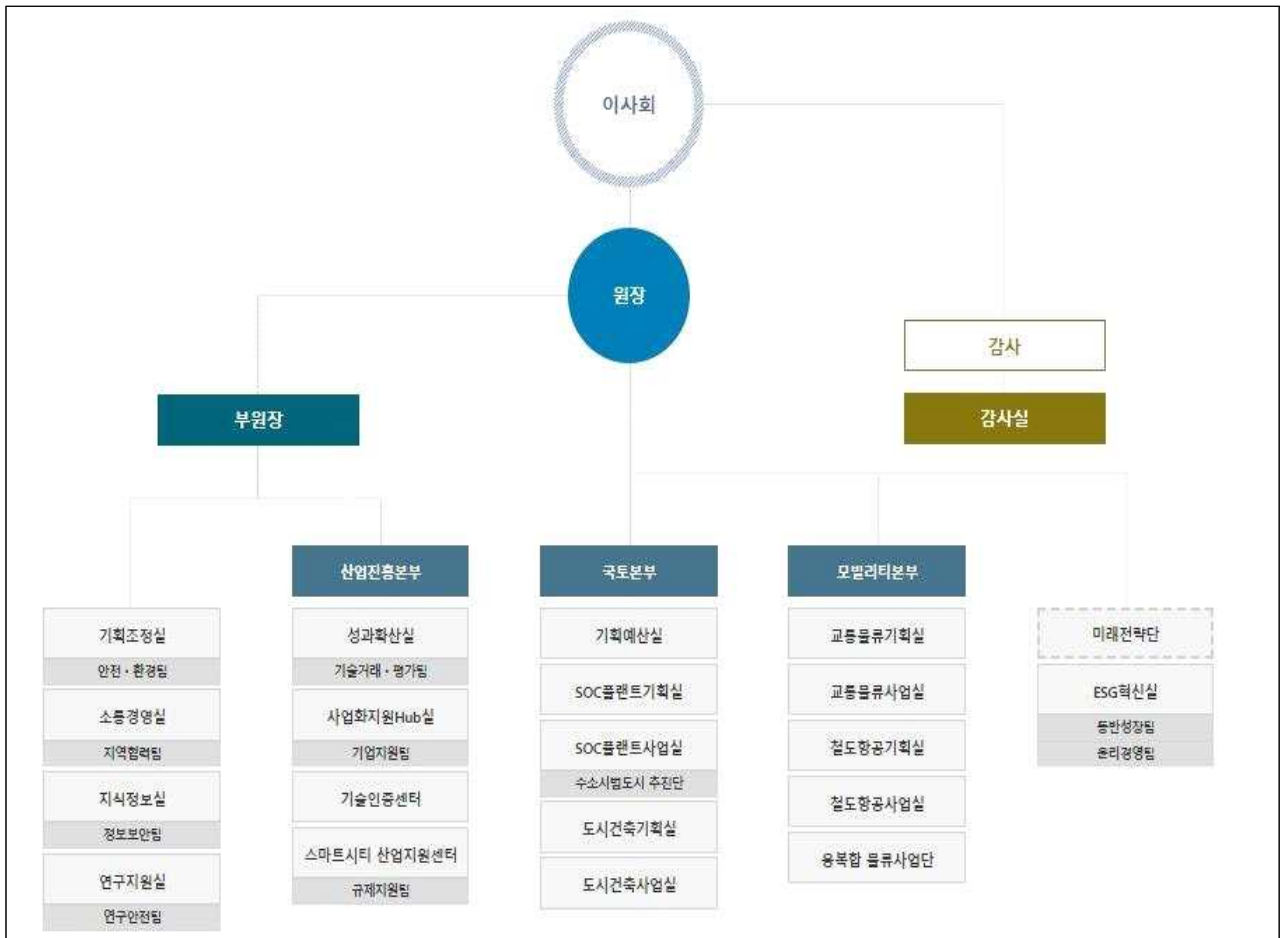 이사회
원장
감사
감사실
부원장
기획조정실
안전·환경팀
소통경영실
지역협력팀
지식정보실
정보보안팀
연구지원실
연구안전팀
산업진흥본부
성과확산실
기술거래·평가팀
사업화지원Hub실
기업지원팀
기술인증센터
스마트시티 산업지원센터
규제지원팀
국토본부
기획예산실
SOC플랜트기획실
SOC플랜트사업실
수소시범도시 추진단
도시건축기획실
도시건축사업실
모빌리티본부
교통물류기획실
교통물류사업실
철도항공기획실
철도항공사업실
융복합 물류사업단
미래전략단
ESG혁신실
동반성장팀
윤리경영팀